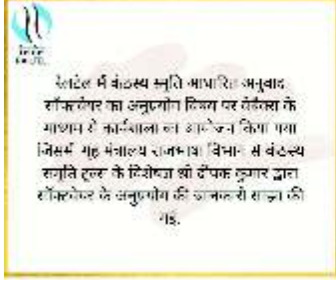 रेलटेल में कंठस्थ स्मृति आधारित अनुवाद
सॉफ्टवेयर का अनुप्रयोग विषय पर वेबैक्स के
माध्यम से कार्यशाला का आयोजन किया गया
जिसमें गृह मंत्रालय राजभाषा विभाग से कंठस्थ
स्मृति टूल्स के विशेषज्ञ श्री दीपक कुमार द्वारा
सॉफ्टवेयर के अनुप्रयोग की जानकारी साझा की
गई.